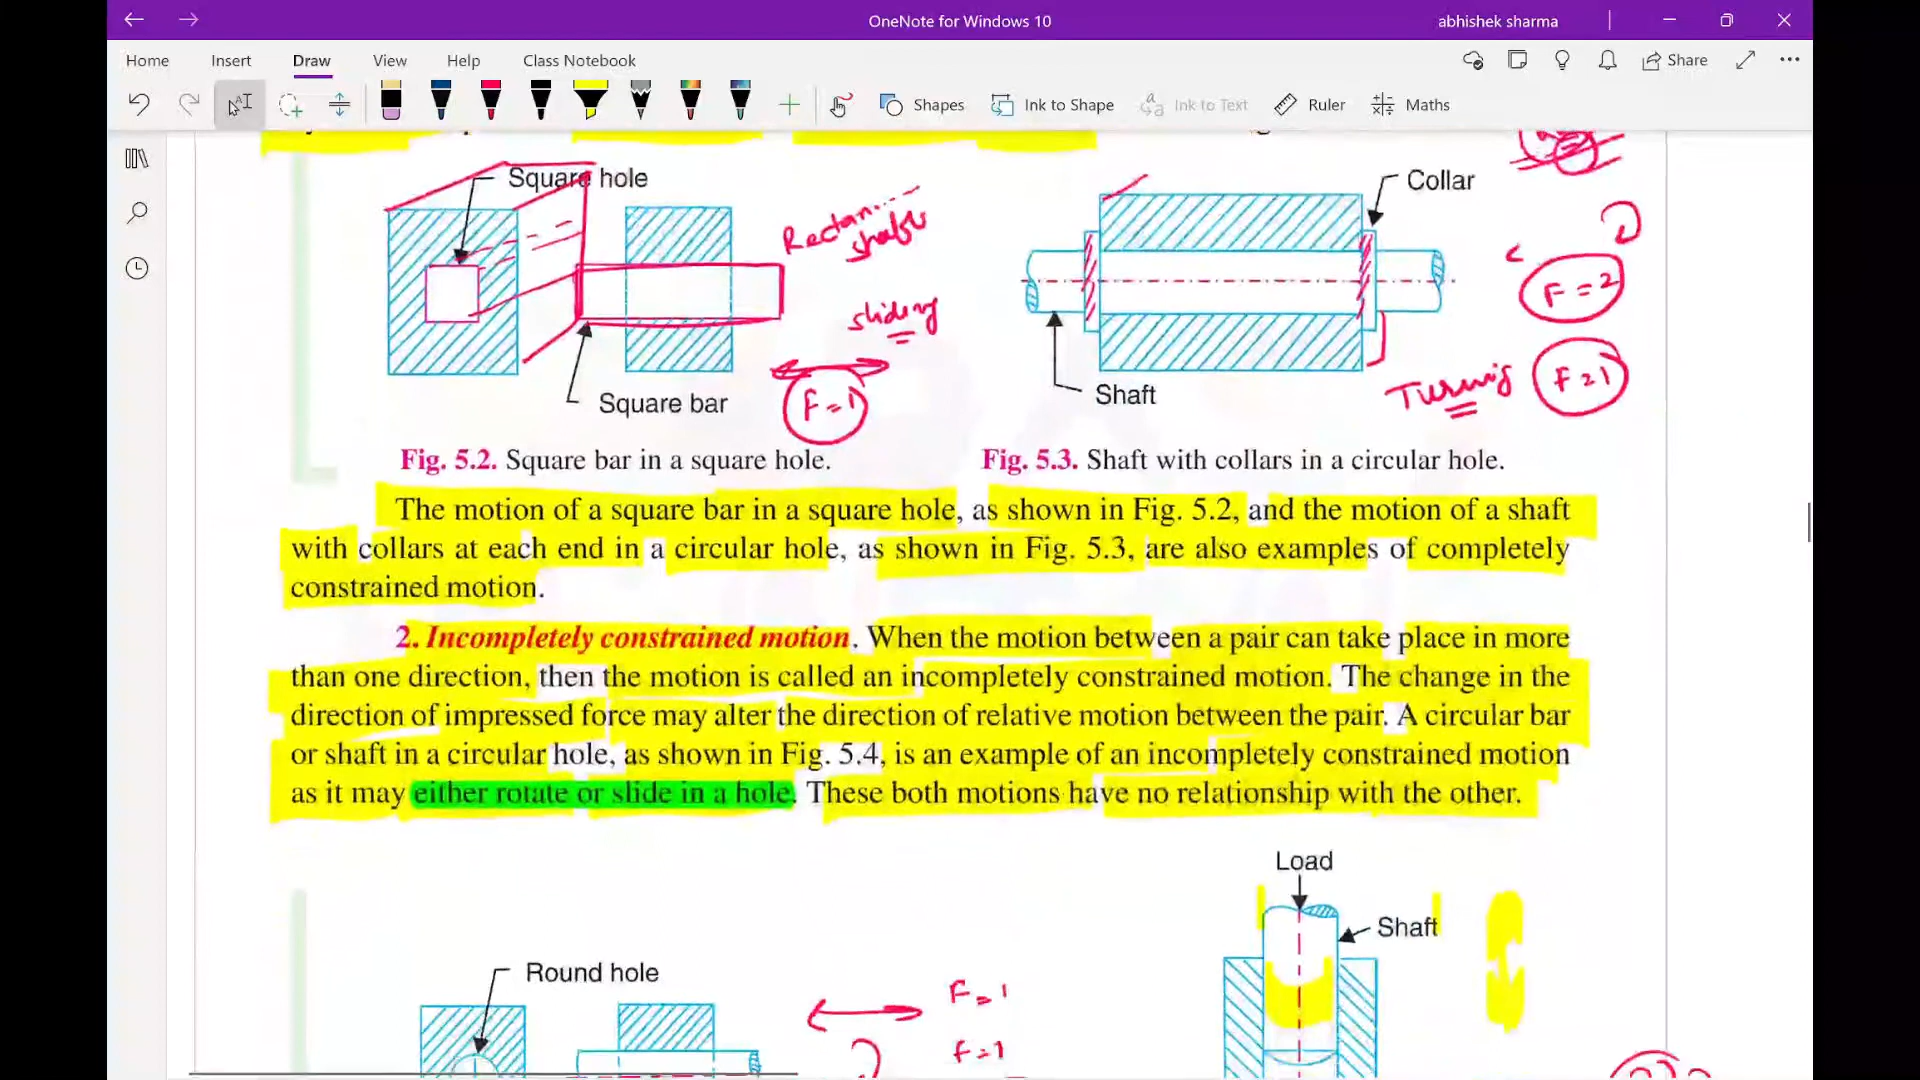 OneNote for Windows 10
abhishek sharma
Home Insert Draw View Help Class Notebook
Share
Shapes Ink to Shape Ink to Text Ruler Maths
Square hole
Collar
Rectan...
shaft
sliding
F=2
F=1
Square bar
F=1
Shaft
Turning
Fig. 5.2. Square bar in a square hole.
Fig. 5.3. Shaft with collars in a circular hole.
The motion of a square bar in a square hole, as shown in Fig. 5.2, and the motion of a shaft
with collars at each end in a circular hole, as shown in Fig. 5.3, are also examples of completely
constrained motion.
2. Incompletely constrained motion. When the motion between a pair can take place in more
than one direction, then the motion is called an incompletely constrained motion. The change in the
direction of impressed force may alter the direction of relative motion between the pair. A circular bar
or shaft in a circular hole, as shown in Fig. 5.4, is an example of an incompletely constrained motion
as it may either rotate or slide in a hole. These both motions have no relationship with the other.
Load
Shaft
Round hole
F=1
F=1